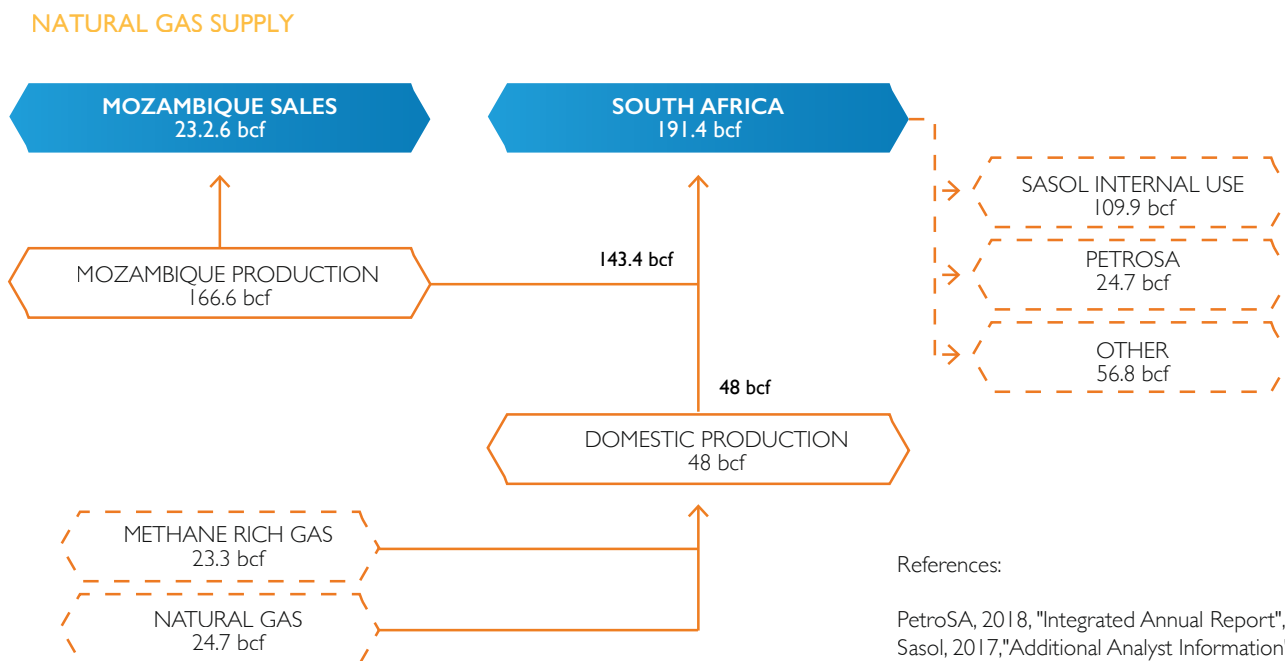 NATURAL GAS SUPPLY
MOZAMBIQUE SALES
23.2.6 bcf
SOUTH AFRICA
191.4 bcf
SASOL INTERNAL USE
109.9 bcf
MOZAMBIQUE PRODUCTION
166.6 bcf
143.4 bcf
PETROSA
24.7 bcf
OTHER
56.8 bcf
48 bcf
DOMESTIC PRODUCTION
48 bcf
METHANE RICH GAS
23.3 bcf
NATURAL GAS
24.7 bcf
References:
PetroSA, 2018, "Integrated Annual Report",
Sasol, 2017,"Additional Analyst Information"